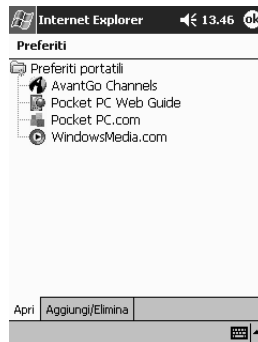 Internet Explorer 13.46 ok
Preferiti
Preferiti portatili
AvantGo Channels
Pocket PC Web Guide
Pocket PC.com
WindowsMedia.com
Apri Aggiungi/Elimina